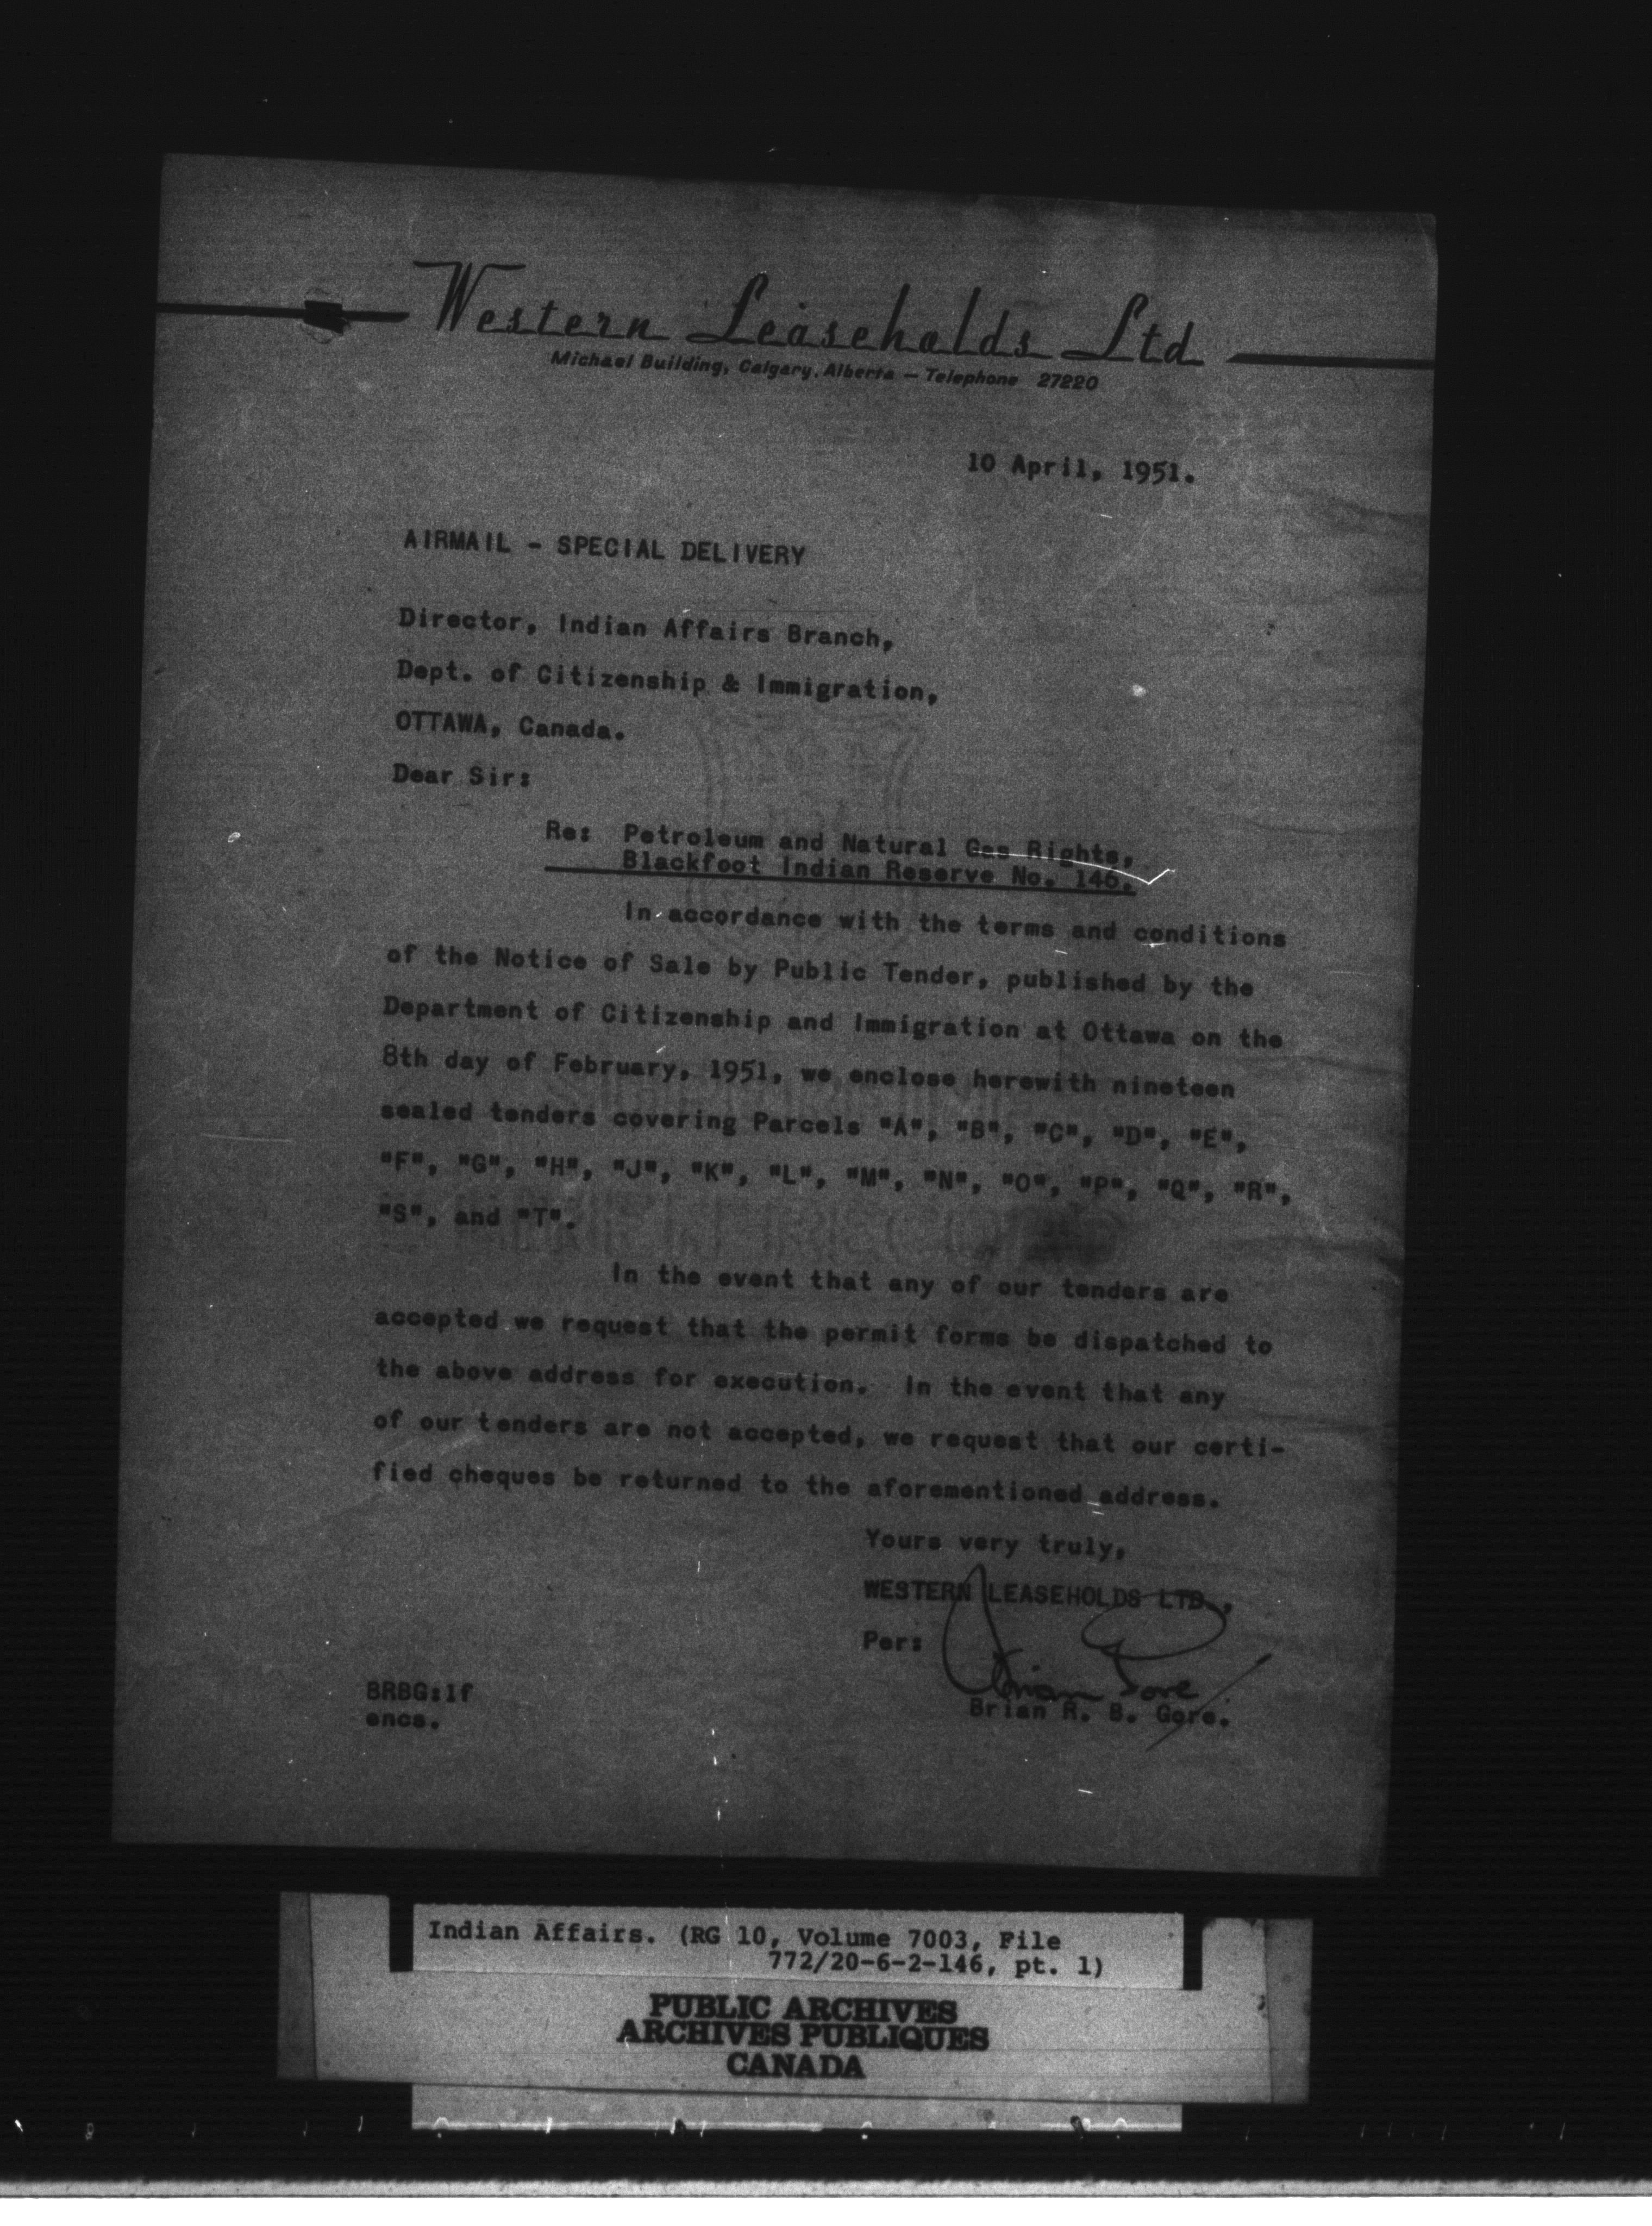 Western Leaseholds Ltd
Michael Building, Calgary, Alberta — Telephone 27220
10 April, 1951.
AIRMAIL - SPECIAL DELIVERY
Director, Indian Affairs Branch,
Dept. of Citizenship & Immigration,
OTTAWA, Canada.
Dear Sir:
Re: Petroleum and Natural Gas Rights,
Blackfoot Indian Reserve No. 146.
In accordance with the terms and conditions
of the Notice of Sale by Public Tender, published by the
Department of Citizenship and Immigration at Ottawa on the
8th day of February, 1951, we enclose herewith nineteen
sealed tenders covering Parcels "A", "B", "C", "D", "E",
"F", "G", "H", "J", "K", "L", "M", "N", "O", "P", "Q", "R",
"S", and "T".
In the event that any of our tenders are
accepted we request that the permit forms be dispatched to
the above address for execution. In the event that any
of our tenders are not accepted, we request that our certi-
fied cheques be returned to the aforementioned address.
Yours very truly,
WESTERN LEASEHOLDS LTD.,
Per:
Brian Gore
Brian R. B. Gore.
BRBG:lf
encs.
Indian Affairs. (RG 10, Volume 7003, File
772/20-6-2-146, pt. 1)
PUBLIC ARCHIVES
ARCHIVES PUBLIQUES
CANADA